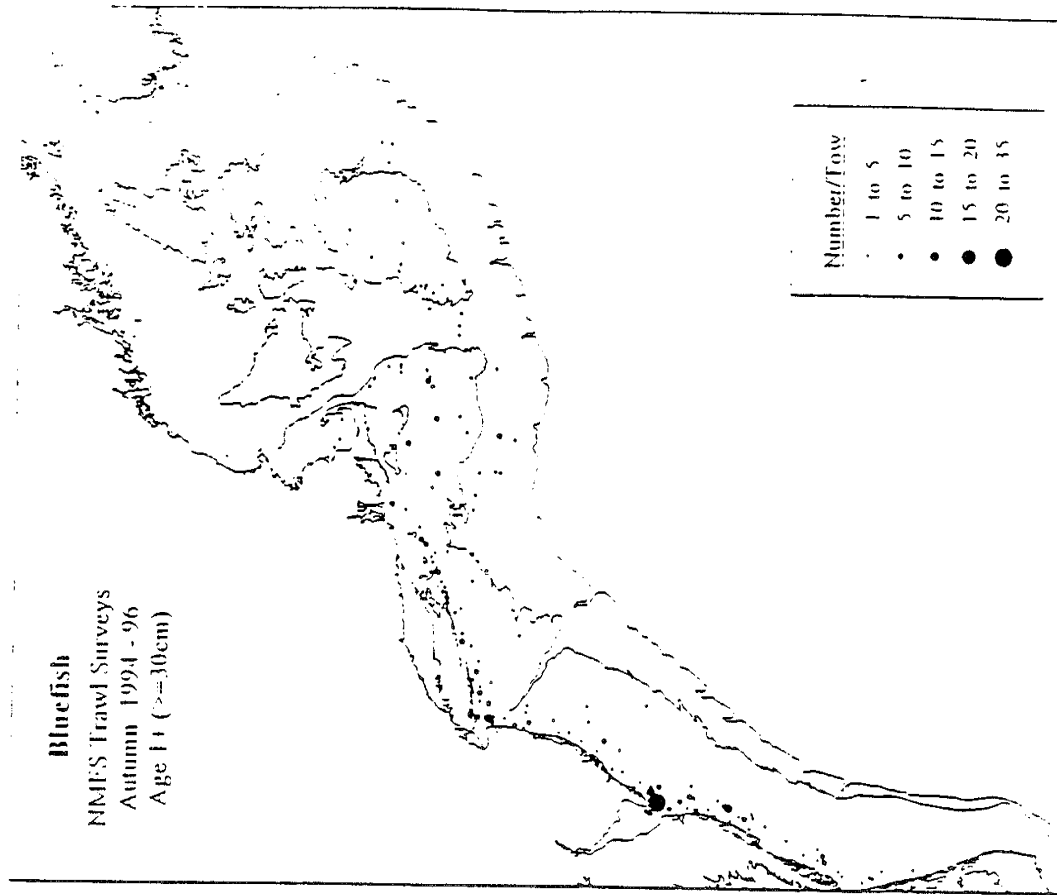 Bluefish
NMFS Trawl Surveys
Autumn 1994 - 96
Age 1+ (>=30cm)
Number/Tow
1 to 5
5 to 10
10 to 15
15 to 20
20 to 35